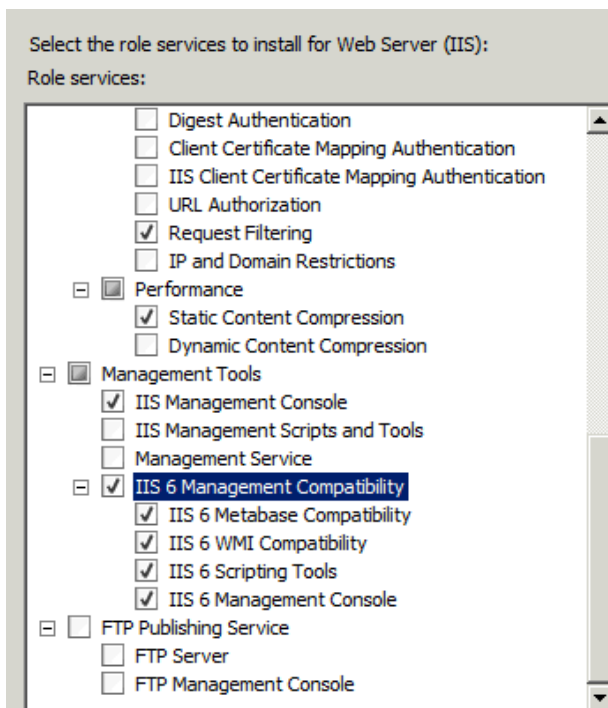 Select the role services to install for Web Server (IIS):
Role services:
Digest Authentication
Client Certificate Mapping Authentication
IIS Client Certificate Mapping Authentication
URL Authorization
Request Filtering
IP and Domain Restrictions
Performance
Static Content Compression
Dynamic Content Compression
Management Tools
IIS Management Console
IIS Management Scripts and Tools
Management Service
IIS 6 Management Compatibility
IIS 6 Metabase Compatibility
IIS 6 WMI Compatibility
IIS 6 Scripting Tools
IIS 6 Management Console
FTP Publishing Service
FTP Server
FTP Management Console